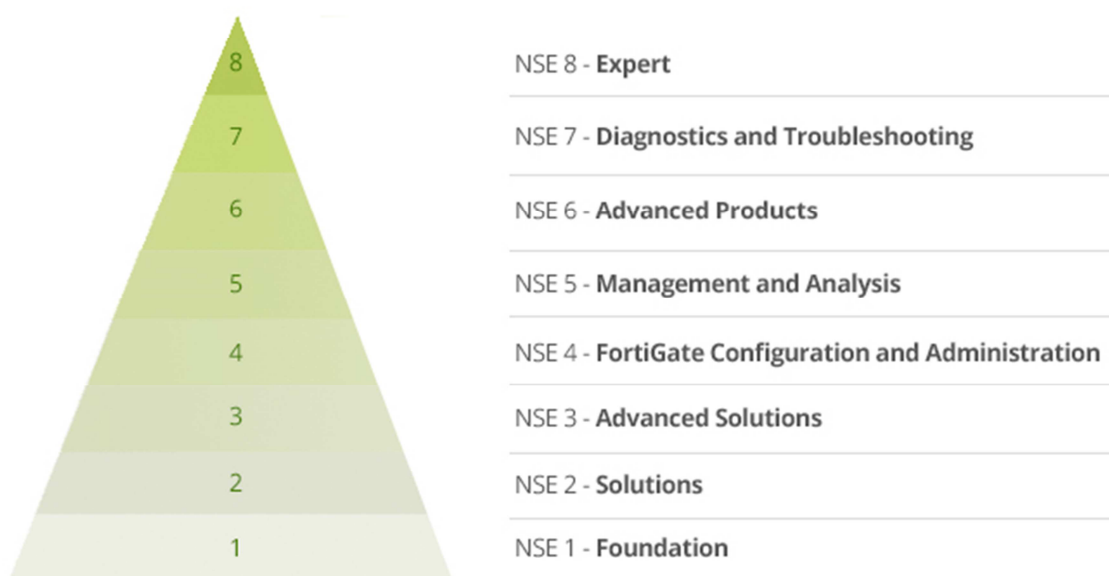 8 NSE 8 - Expert
7 NSE 7 - Diagnostics and Troubleshooting
6 NSE 6 - Advanced Products
5 NSE 5 - Management and Analysis
4 NSE 4 - FortiGate Configuration and Administration
3 NSE 3 - Advanced Solutions
2 NSE 2 - Solutions
1 NSE 1 - Foundation